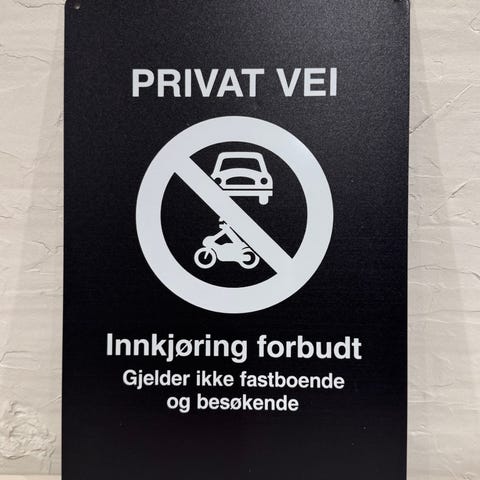 PRIVAT VEI
Innkjøring forbudt
Gjelder ikke fastboende
og besøkende